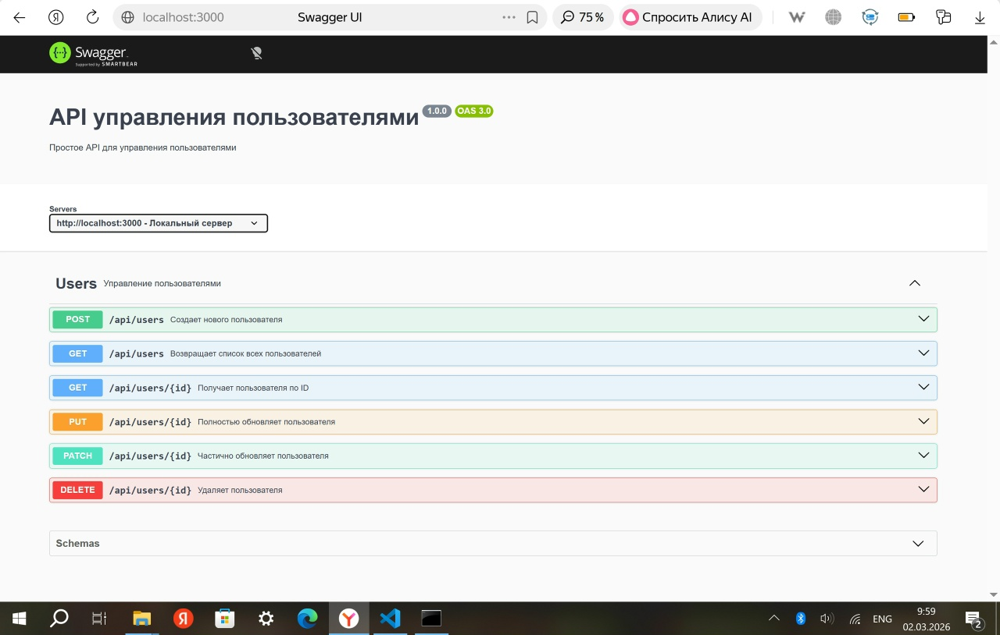 localhost:3000 Swagger UI 75 % Спросить Алису AI
Swagger.
Supported by SMARTBEAR
API управления пользователями 1.0.0 OAS 3.0
Простое API для управления пользователями
Servers
http://localhost:3000 - Локальный сервер
Users Управление пользователями
POST /api/users Создает нового пользователя
GET /api/users Возвращает список всех пользователей
GET /api/users/{id} Получает пользователя по ID
PUT /api/users/{id} Полностью обновляет пользователя
PATCH /api/users/{id} Частично обновляет пользователя
DELETE /api/users/{id} Удаляет пользователя
Schemas
ENG
9:59
02.03.2026
2